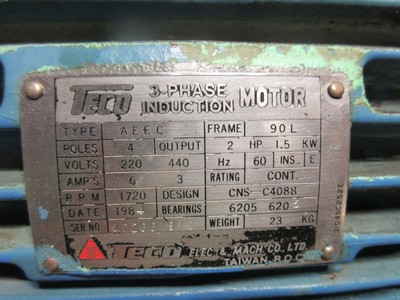 TECO 3-PHASE INDUCTION MOTOR
TYPE AEEC FRAME 90L
POLES 4 OUTPUT 2 HP 1.5 KW
VOLTS 220 440 Hz 60 INS. E
AMP'S 6 3 RATING CONT.
RPM 1720 DESIGN CNS-C4088
DATE 1984 BEARINGS 6205
SER NO WEIGHT 23 KG
TECO ELEC. & MACH. CO., LTD.
TAIWAN R.O.C.